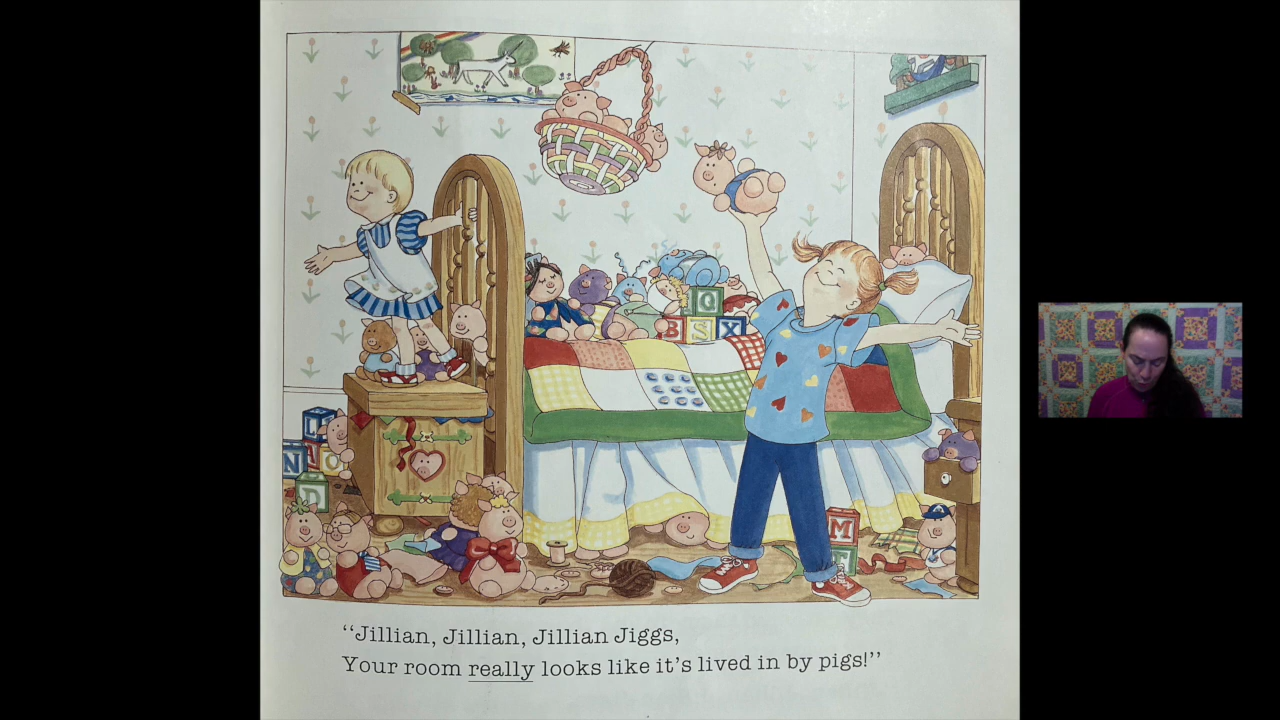 Q
B S X
L
N O
D
M
“Jillian, Jillian, Jillian Jiggs,
Your room really looks like it's lived in by pigs!”